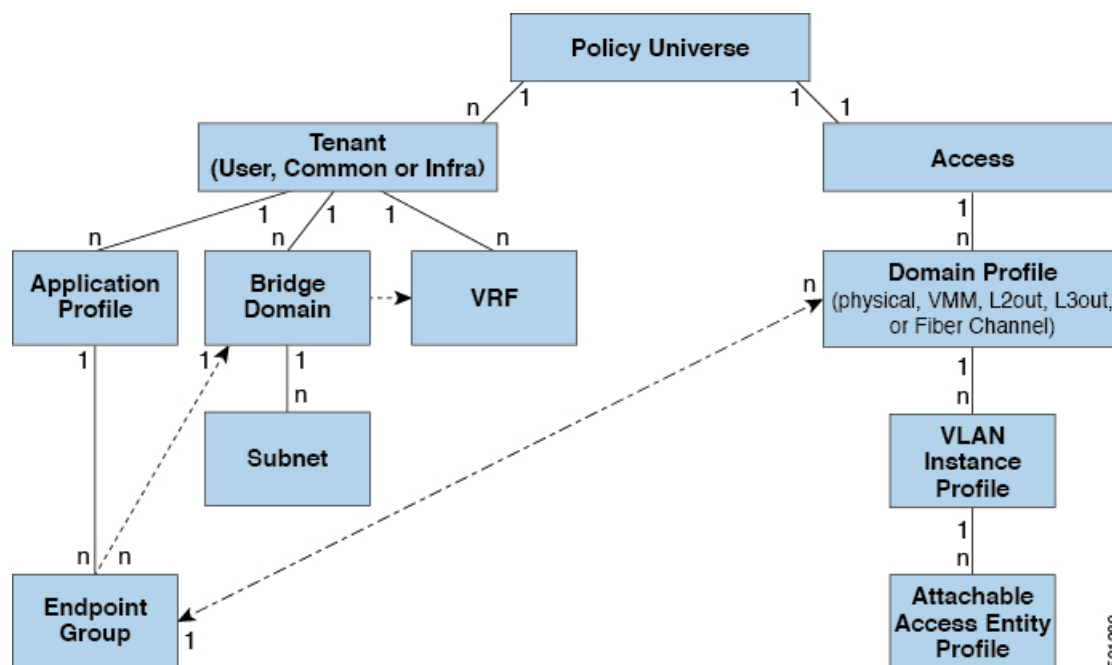 Policy Universe
n
1
1
1
Tenant
(User, Common or Infra)
Access
1
1
1
1
n
n
n
n
Application
Profile
Bridge
Domain
VRF
Domain Profile
(physical, VMM, L2out, L3out,
or Fiber Channel)
n
1
1
1
1
n
n
Subnet
VLAN
Instance
Profile
1
n
n
n
Endpoint
Group
1
Attachable
Access Entity
Profile